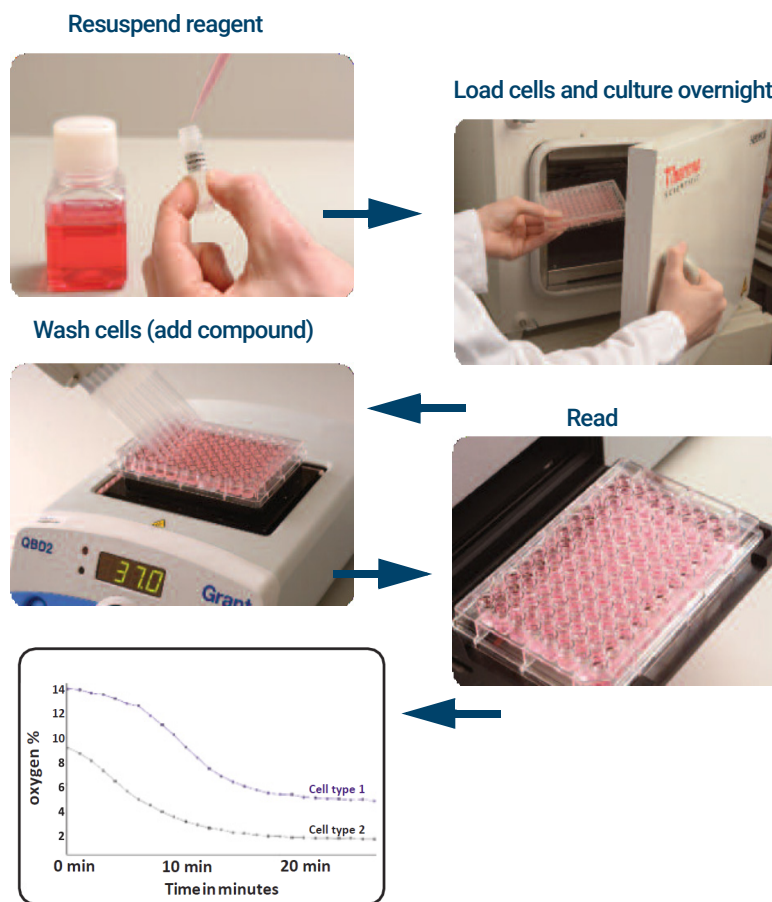 Resuspend reagent
Load cells and culture overnight
Thermo
SCIENTIFIC
Wash cells (add compound)
QBD2
37.0
Grant
Read
14
12
10
8
6
4
2
oxygen %
Cell type 1
Cell type 2
0 min 10 min 20 min
Time in minutes